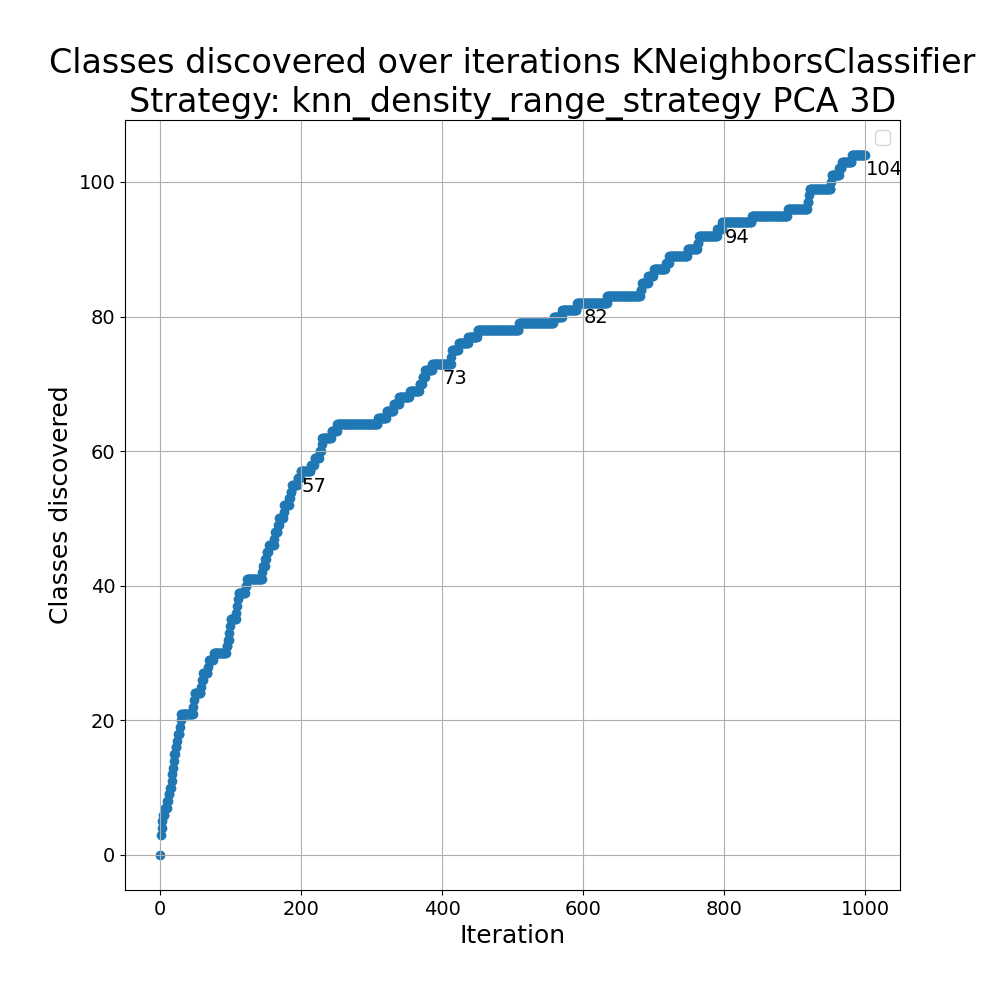 Classes discovered over iterations KNeighborsClassifier
Strategy: knn_density_range_strategy PCA 3D
104
100
94
80
82
73
60
57
40
20
0
Classes discovered
0 200 400 600 800 1000
Iteration